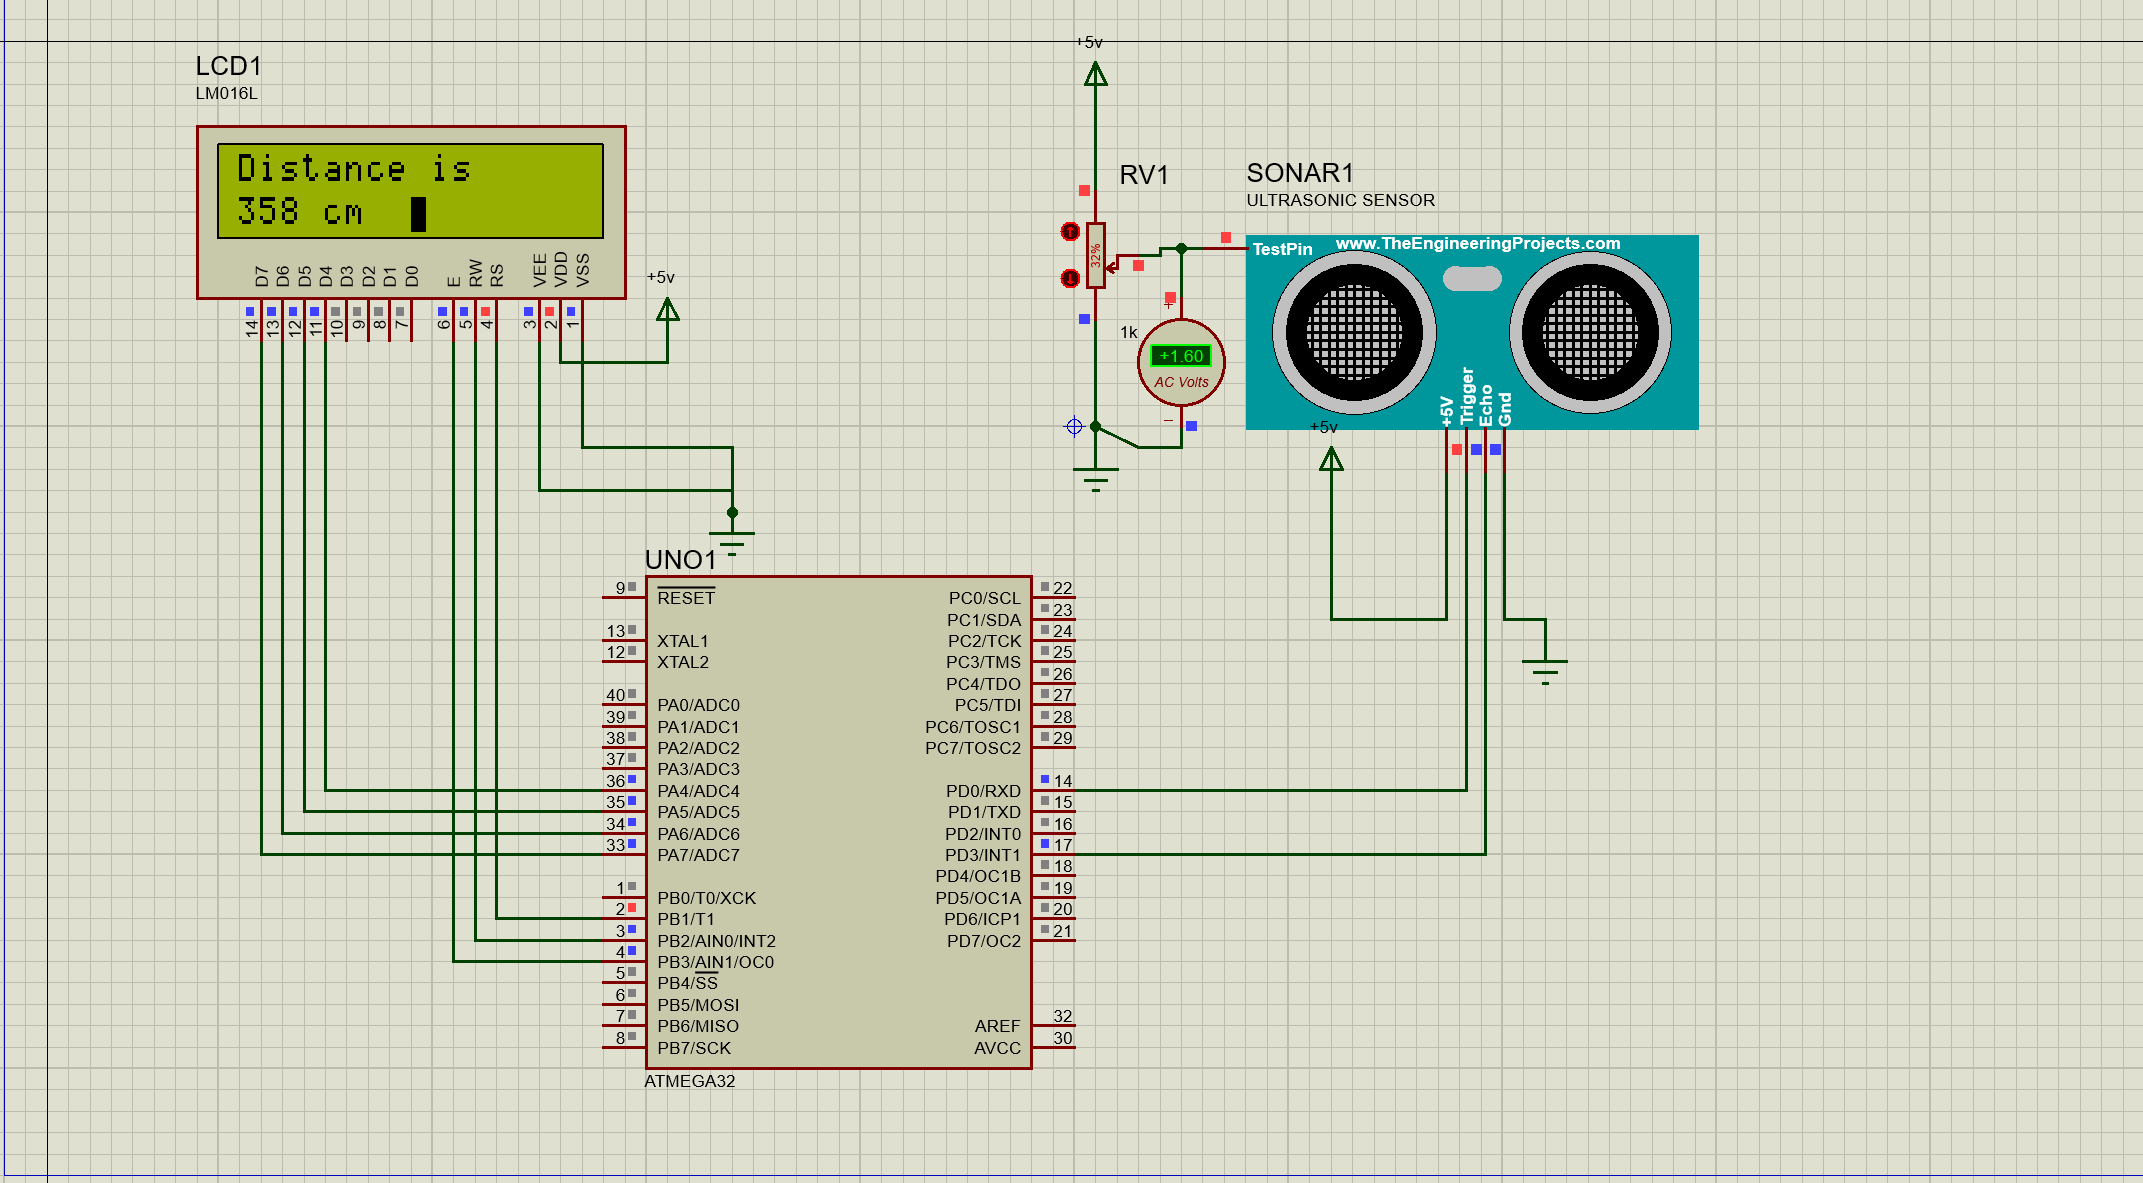 +5v
LCD1
LM016L
Distance is
358 cm
D7
D6
D5
D4
D3
D2
D1
D0
E
RW
RS
VEE
VDD
VSS
14
13
12
11
10
9
8
7
6
5
4
3
2
1
+5v
RV1
32%
1k
+1.60
AC Volts
SONAR1
ULTRASONIC SENSOR
www.TheEngineeringProjects.com
TestPin
+5V
Trigger
Echo
Gnd
+5v
UNO1
9 RESET
13 XTAL1
12 XTAL2
40 PA0/ADC0
39 PA1/ADC1
38 PA2/ADC2
37 PA3/ADC3
36 PA4/ADC4
35 PA5/ADC5
34 PA6/ADC6
33 PA7/ADC7
1 PB0/T0/XCK
2 PB1/T1
3 PB2/AIN0/INT2
4 PB3/AIN1/OC0
5 PB4/SS
6 PB5/MOSI
7 PB6/MISO
8 PB7/SCK
PC0/SCL 22
PC1/SDA 23
PC2/TCK 24
PC3/TMS 25
PC4/TDO 26
PC5/TDI 27
PC6/TOSC1 28
PC7/TOSC2 29
PD0/RXD 14
PD1/TXD 15
PD2/INT0 16
PD3/INT1 17
PD4/OC1B 18
PD5/OC1A 19
PD6/ICP1 20
PD7/OC2 21
AREF 32
AVCC 30
ATMEGA32